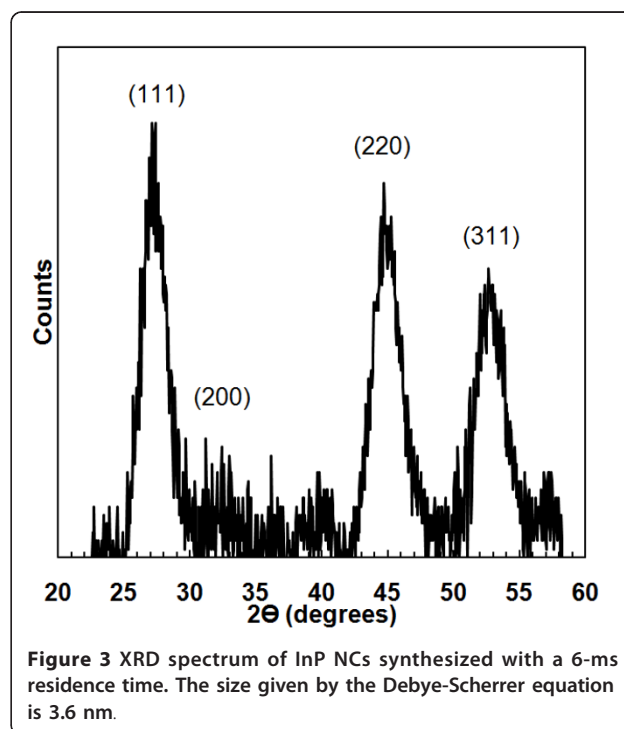 (111)
(220)
(311)
(200)
Counts
20 25 30 35 40 45 50 55 60
2Θ (degrees)
Figure 3 XRD spectrum of InP NCs synthesized with a 6-ms
residence time. The size given by the Debye-Scherrer equation
is 3.6 nm.